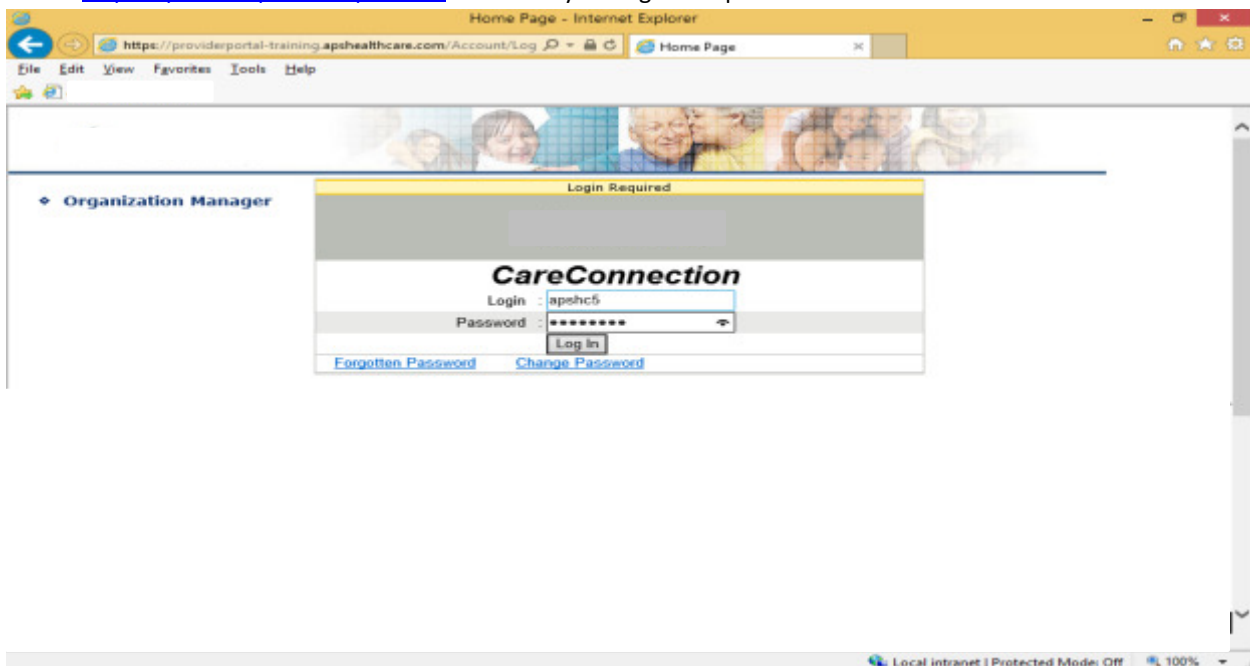 Home Page - Internet Explorer
https://providerportal-training.apshealthcare.com/Account/Log
Home Page
File Edit View Favorites Tools Help
Login Required
Organization Manager
CareConnection
Login : apshc5
Password : ••••••••
Log In
Forgotten Password Change Password
Local intranet | Protected Mode: Off 100%